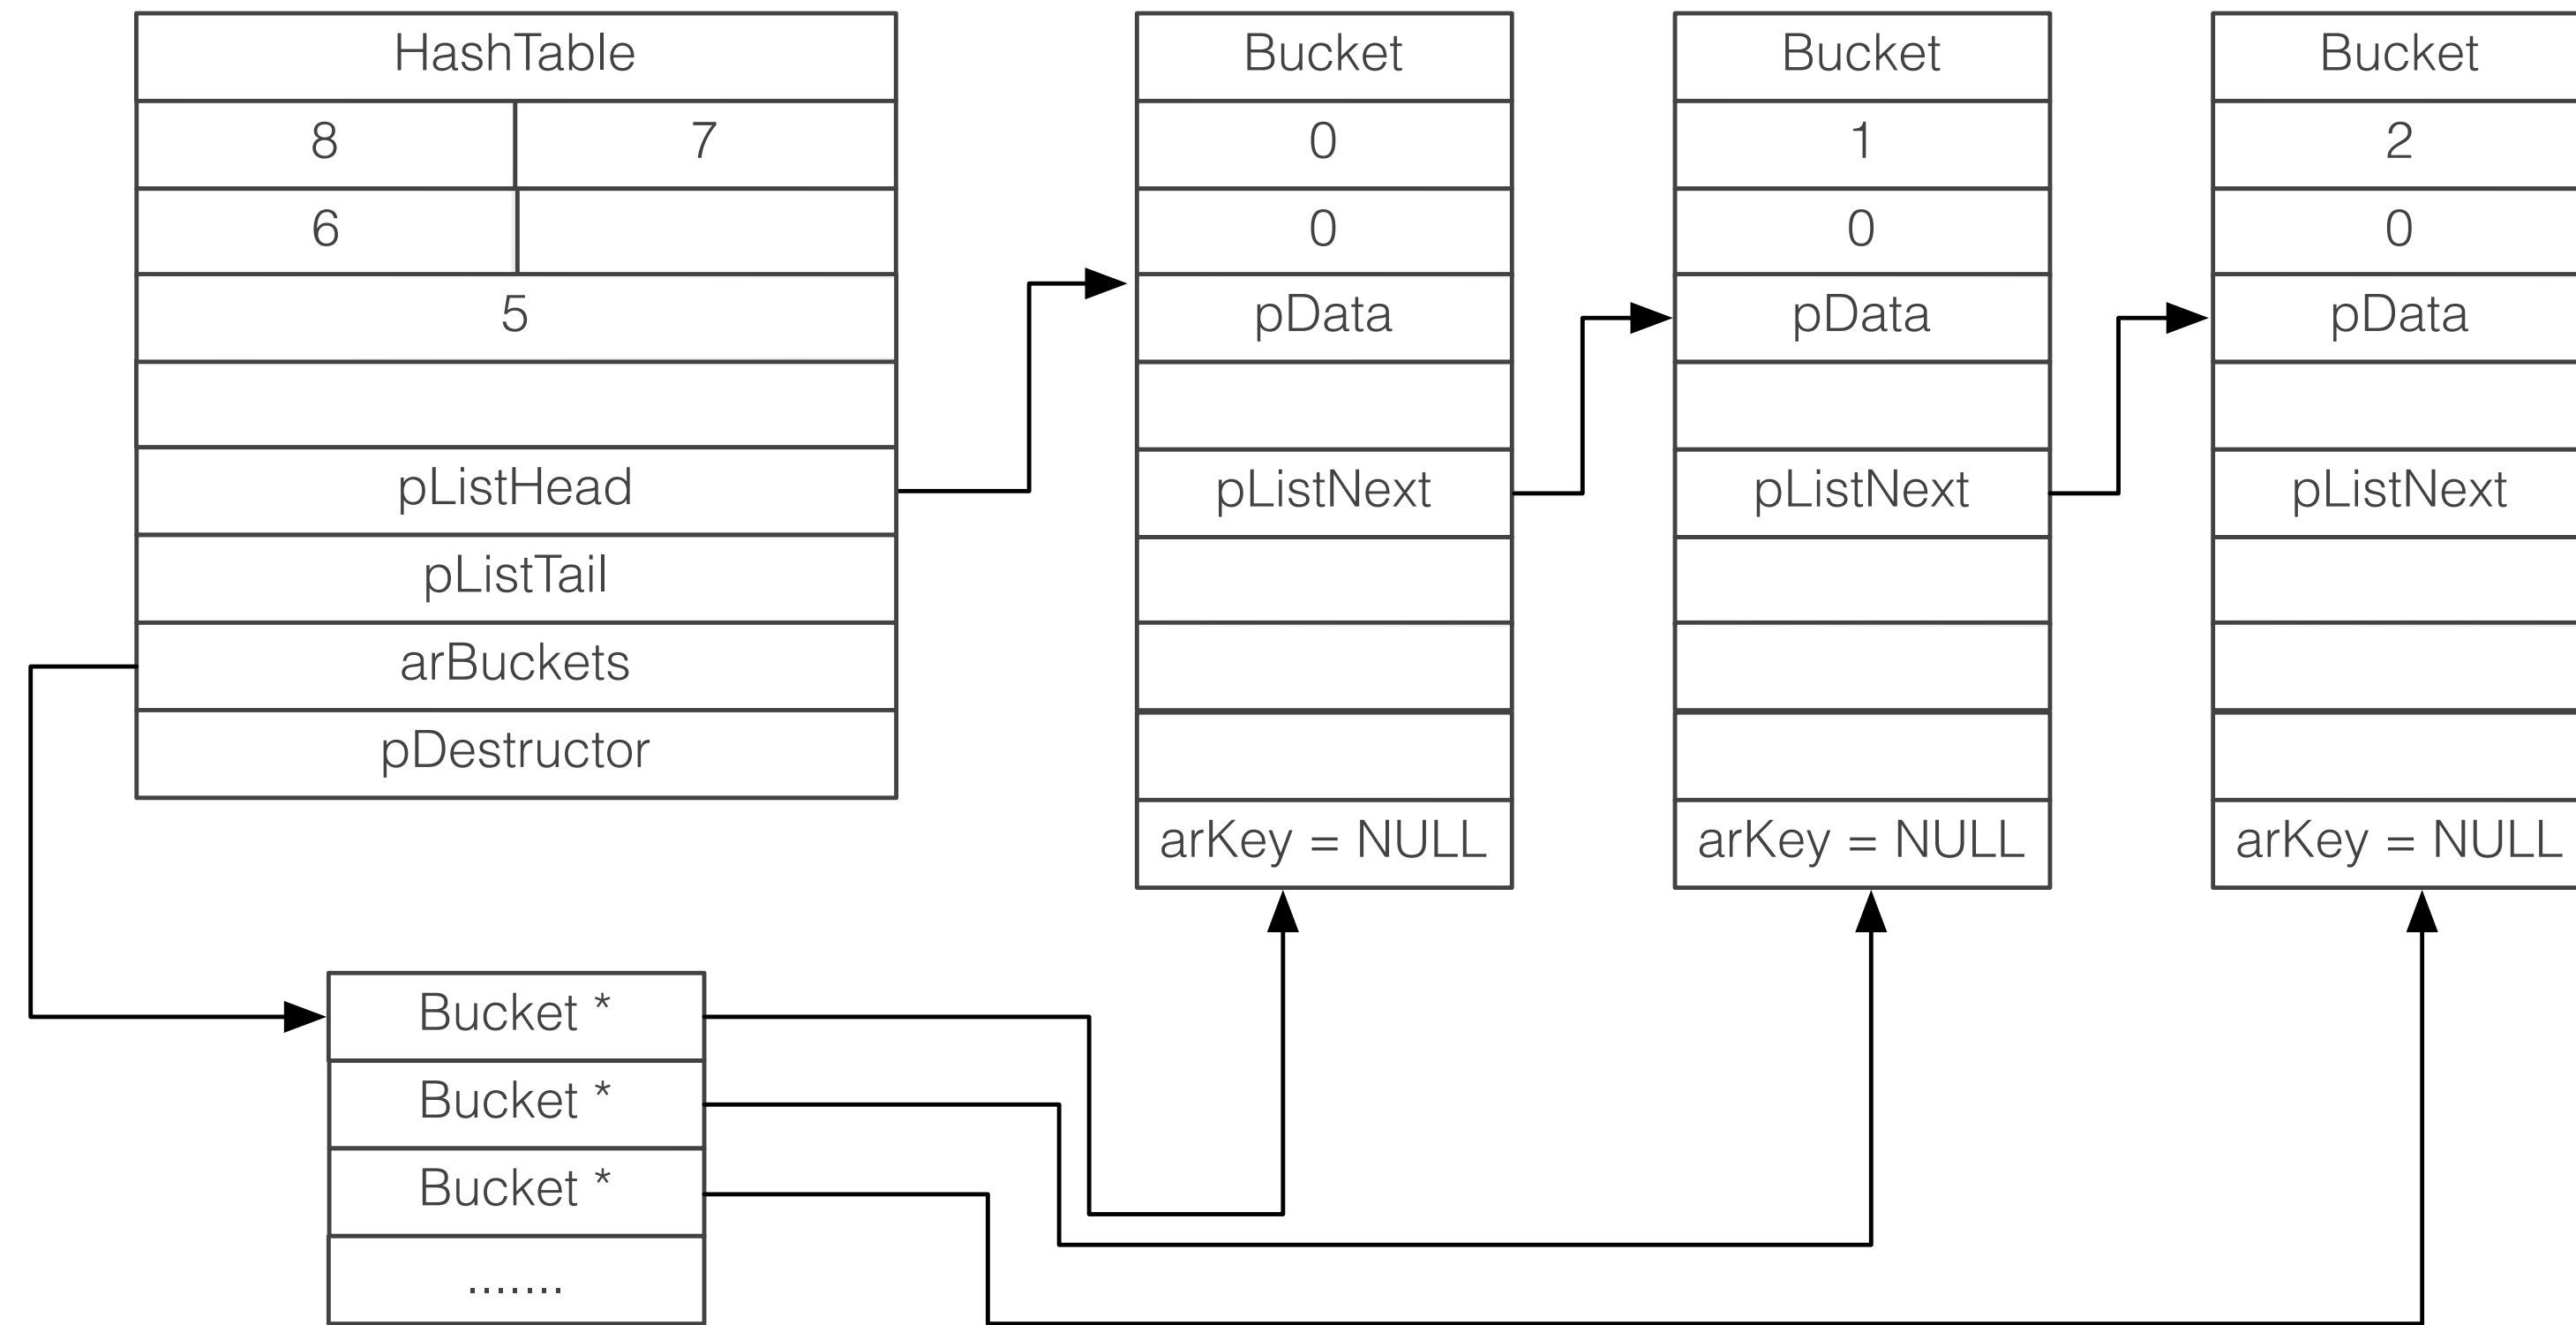 HashTable
8 7
6
5
pListHead
pListTail
arBuckets
pDestructor
Bucket
0
0
pData
pListNext
arKey = NULL
Bucket
1
0
pData
pListNext
arKey = NULL
Bucket
2
0
pData
pListNext
arKey = NULL
Bucket *
Bucket *
Bucket *
.......